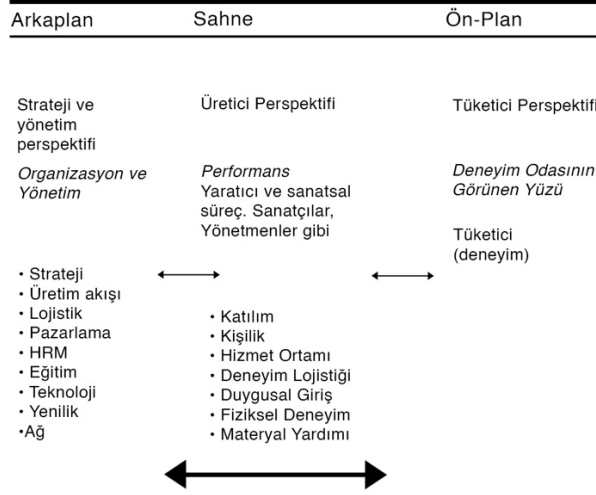 Arkaplan
Sahne
Ön-Plan
Strateji ve
yönetim
perspektifi
Organizasyon ve
Yönetim
• Strateji
• Üretim akışı
• Lojistik
• Pazarlama
• HRM
• Eğitim
• Teknoloji
• Yenilik
•Ağ
Üretici Perspektifi
Performans
Yaratıcı ve sanatsal
süreç. Sanatçılar,
Yönetmenler gibi
• Katılım
• Kişilik
• Hizmet Ortamı
• Deneyim Lojistiği
• Duygusal Giriş
• Fiziksel Deneyim
• Materyal Yardımı
Tüketici Perspektifi
Deneyim Odasının
Görünen Yüzü
Tüketici
(deneyim)